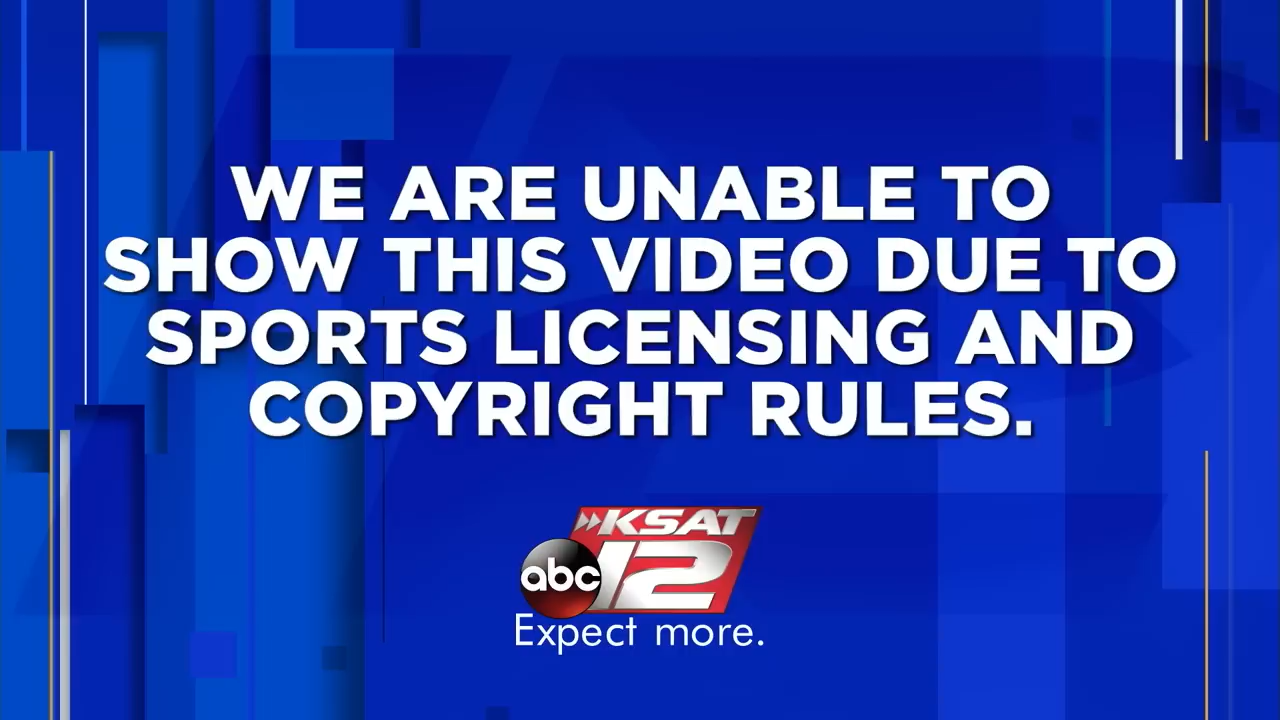 WE ARE UNABLE TO
SHOW THIS VIDEO DUE TO
SPORTS LICENSING AND
COPYRIGHT RULES.
KSAT
abc 12
Expect more.